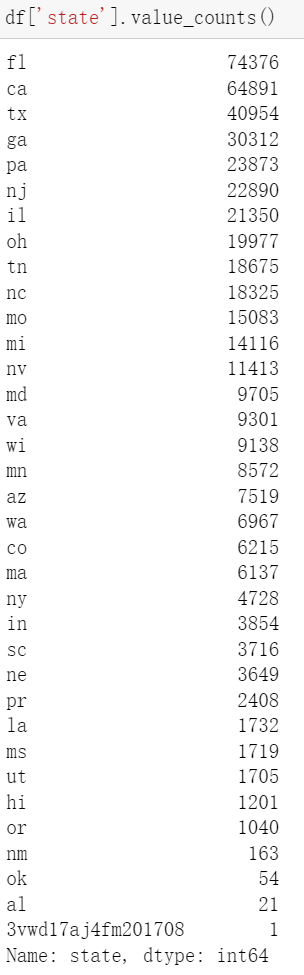 df['state'].value_counts()
fl 74376
ca 64891
tx 40954
ga 30312
pa 23873
nj 22890
il 21350
oh 19977
tn 18675
nc 18325
mo 15083
mi 14116
nv 11413
md 9705
va 9301
wi 9138
mn 8572
az 7519
wa 6967
co 6215
ma 6137
ny 4728
in 3854
sc 3716
ne 3649
pr 2408
la 1732
ms 1719
ut 1705
hi 1201
or 1040
nm 163
ok 54
al 21
3vwd17aj4fm201708 1
Name: state, dtype: int64